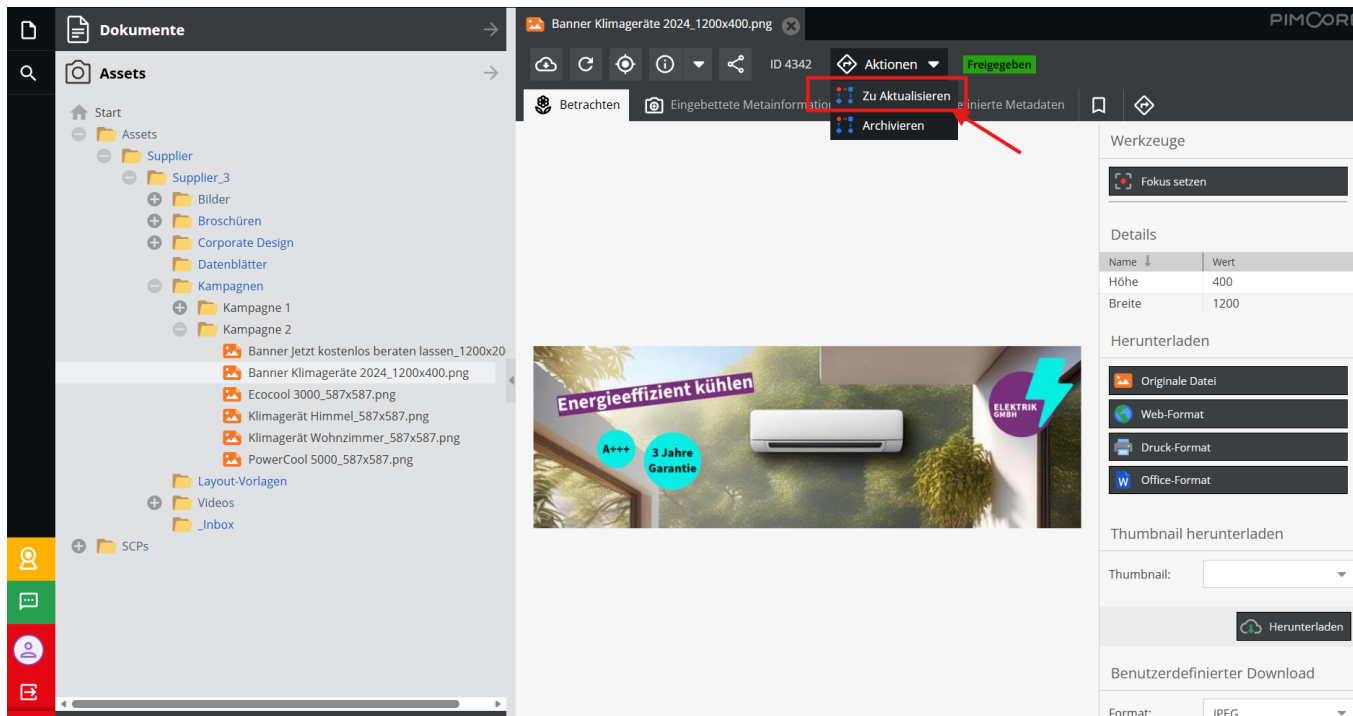 Dokumente
Assets
Start
Assets
Supplier
Supplier_3
Bilder
Broschüren
Corporate Design
Datenblätter
Kampagnen
Kampagne 1
Kampagne 2
Banner Jetzt kostenlos beraten lassen_1200x20
Banner Klimageräte 2024_1200x400.png
Ecocool 3000_587x587.png
Klimagerät Himmel_587x587.png
Klimagerät Wohnzimmer_587x587.png
PowerCool 5000_587x587.png
Layout-Vorlagen
Videos
_Inbox
SCPs
Banner Klimageräte 2024_1200x400.png
PIMCOR
ID 4342
Aktionen
Freigegeben
Zu Aktualisieren
Archivieren
Betrachten
Eingebettete Metainformatio
efinierte Metadaten
Energieeffizient kühlen
A+++
3 Jahre
Garantie
ELEKTRIK
GMBH
Werkzeuge
Fokus setzen
Details
Name Wert
Höhe 400
Breite 1200
Herunterladen
Originale Datei
Web-Format
Druck-Format
W Office-Format
Thumbnail herunterladen
Thumbnail:
Herunterladen
Benutzerdefinierter Download
Format: JPEG